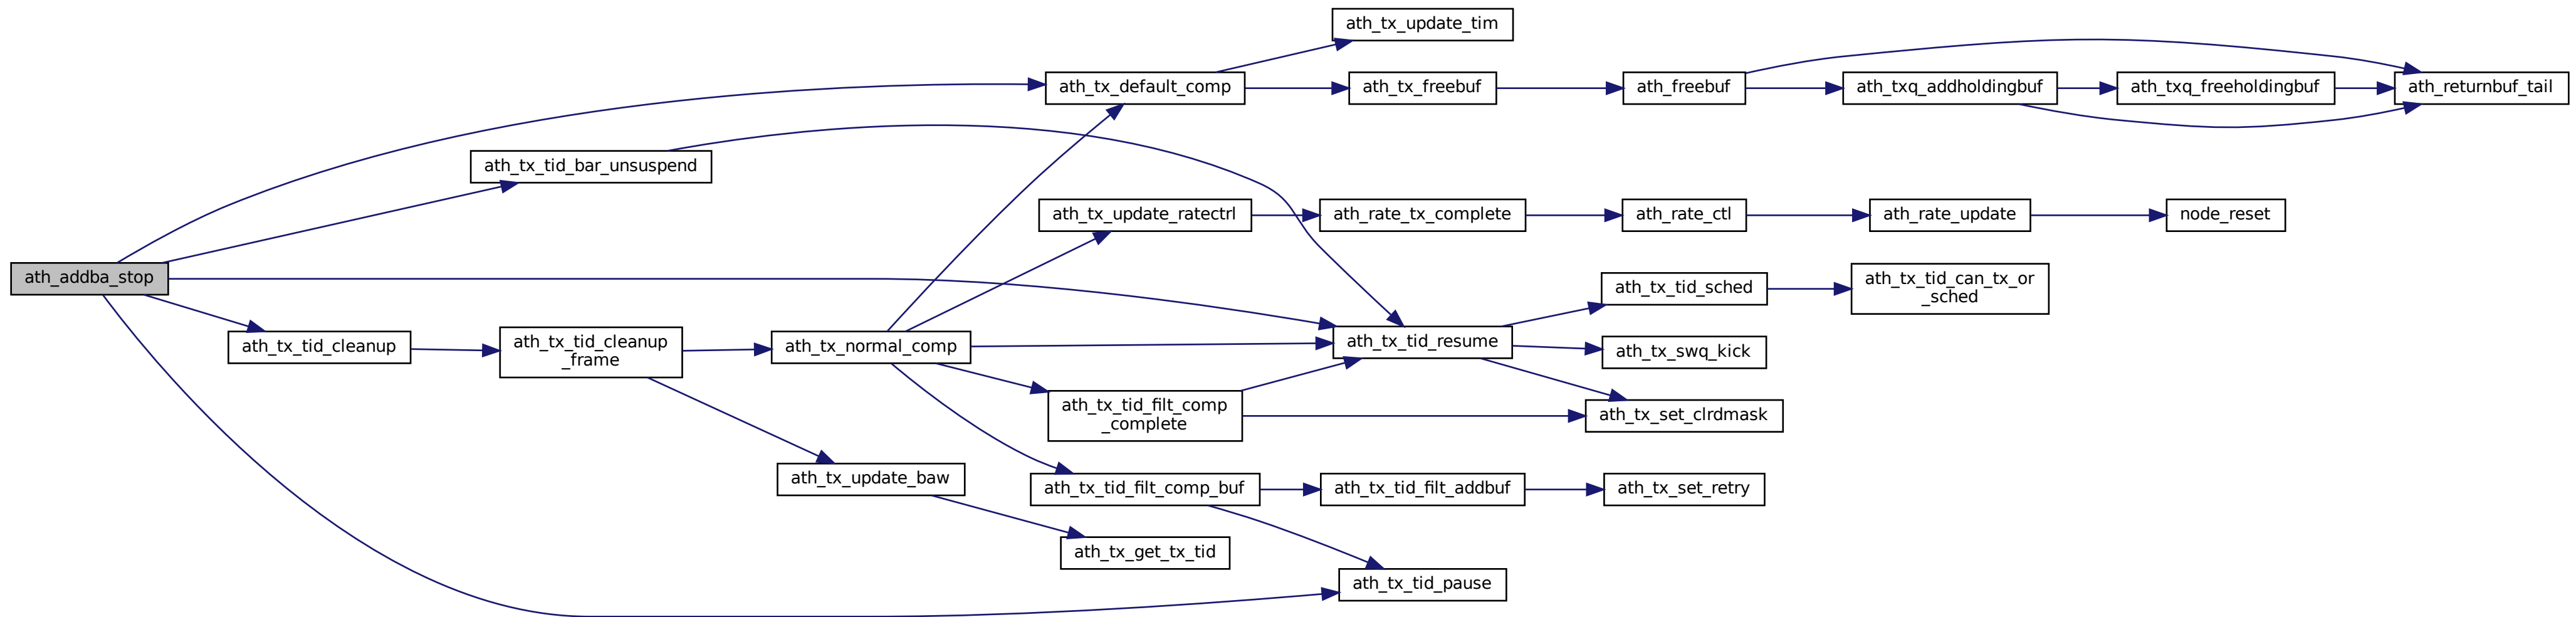 ath_tx_update_tim
ath_tx_default_comp
ath_tx_freebuf
ath_freebuf
ath_txq_addholdingbuf
ath_txq_freeholdingbuf
ath_returnbuf_tail
ath_tx_tid_bar_unsuspend
ath_tx_update_ratectrl
ath_rate_tx_complete
ath_rate_ctl
ath_rate_update
node_reset
ath_addba_stop
ath_tx_tid_sched
ath_tx_tid_can_tx_or
_sched
ath_tx_tid_cleanup
ath_tx_tid_cleanup
_frame
ath_tx_normal_comp
ath_tx_tid_resume
ath_tx_swq_kick
ath_tx_tid_filt_comp
_complete
ath_tx_set_clrdmask
ath_tx_update_baw
ath_tx_tid_filt_comp_buf
ath_tx_tid_filt_addbuf
ath_tx_set_retry
ath_tx_get_tx_tid
ath_tx_tid_pause